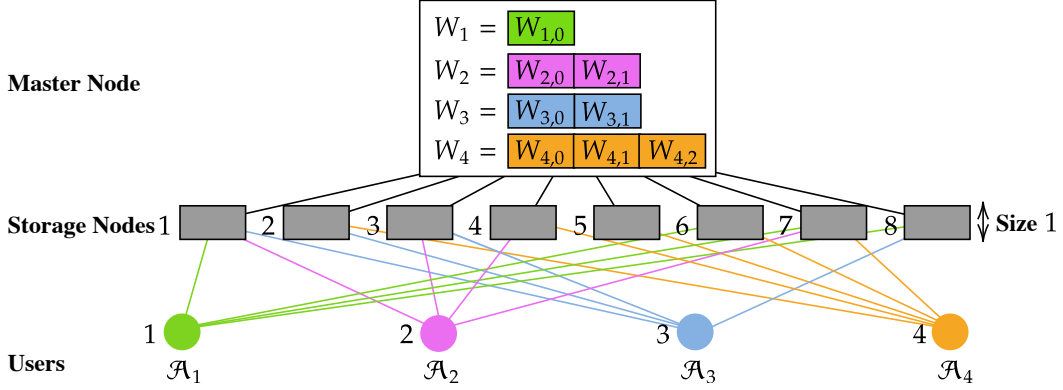 W₁ = W₁,₀
Master Node
W₂ = W₂,₀ W₂,₁
W₃ = W₃,₀ W₃,₁
W₄ = W₄,₀ W₄,₁ W₄,₂
Storage Nodes 1 2 3 4 5 6 7 8 Size 1
1 2 3 4
Users
𝒜₁ 𝒜₂ 𝒜₃ 𝒜₄